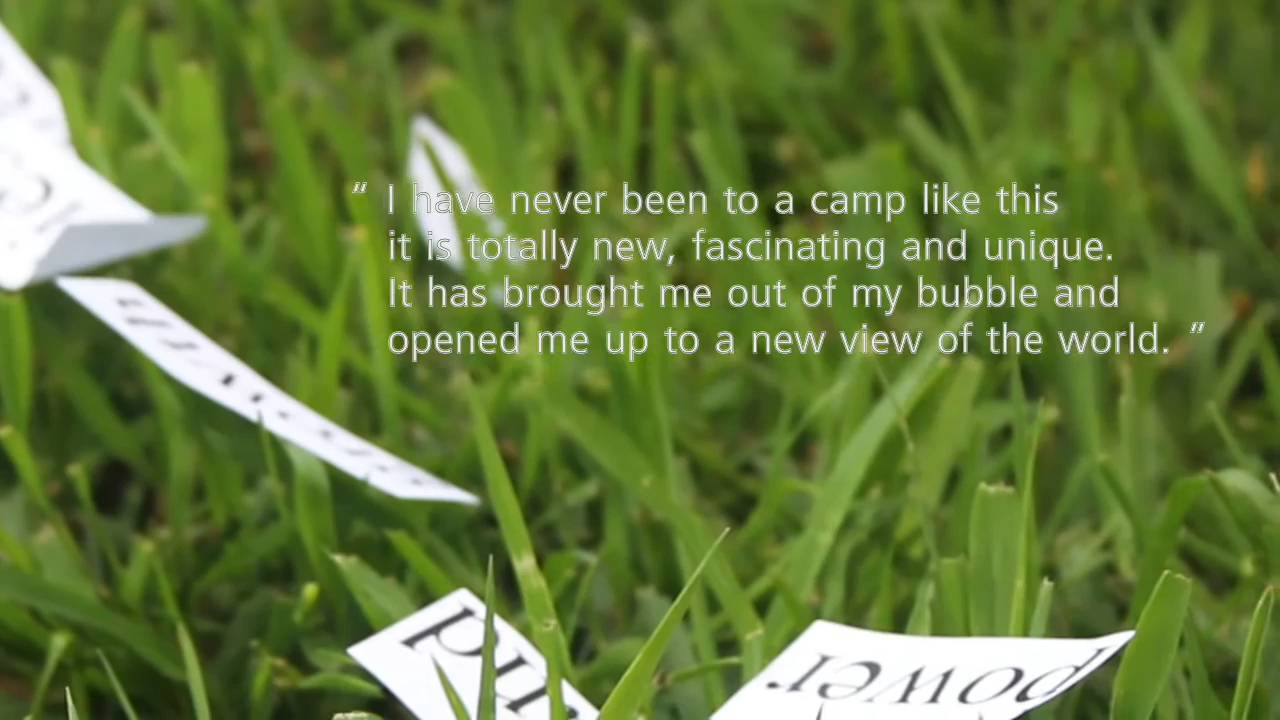 “ I have never been to a camp like this
it is totally new, fascinating and unique.
It has brought me out of my bubble and
opened me up to a new view of the world. ”
power